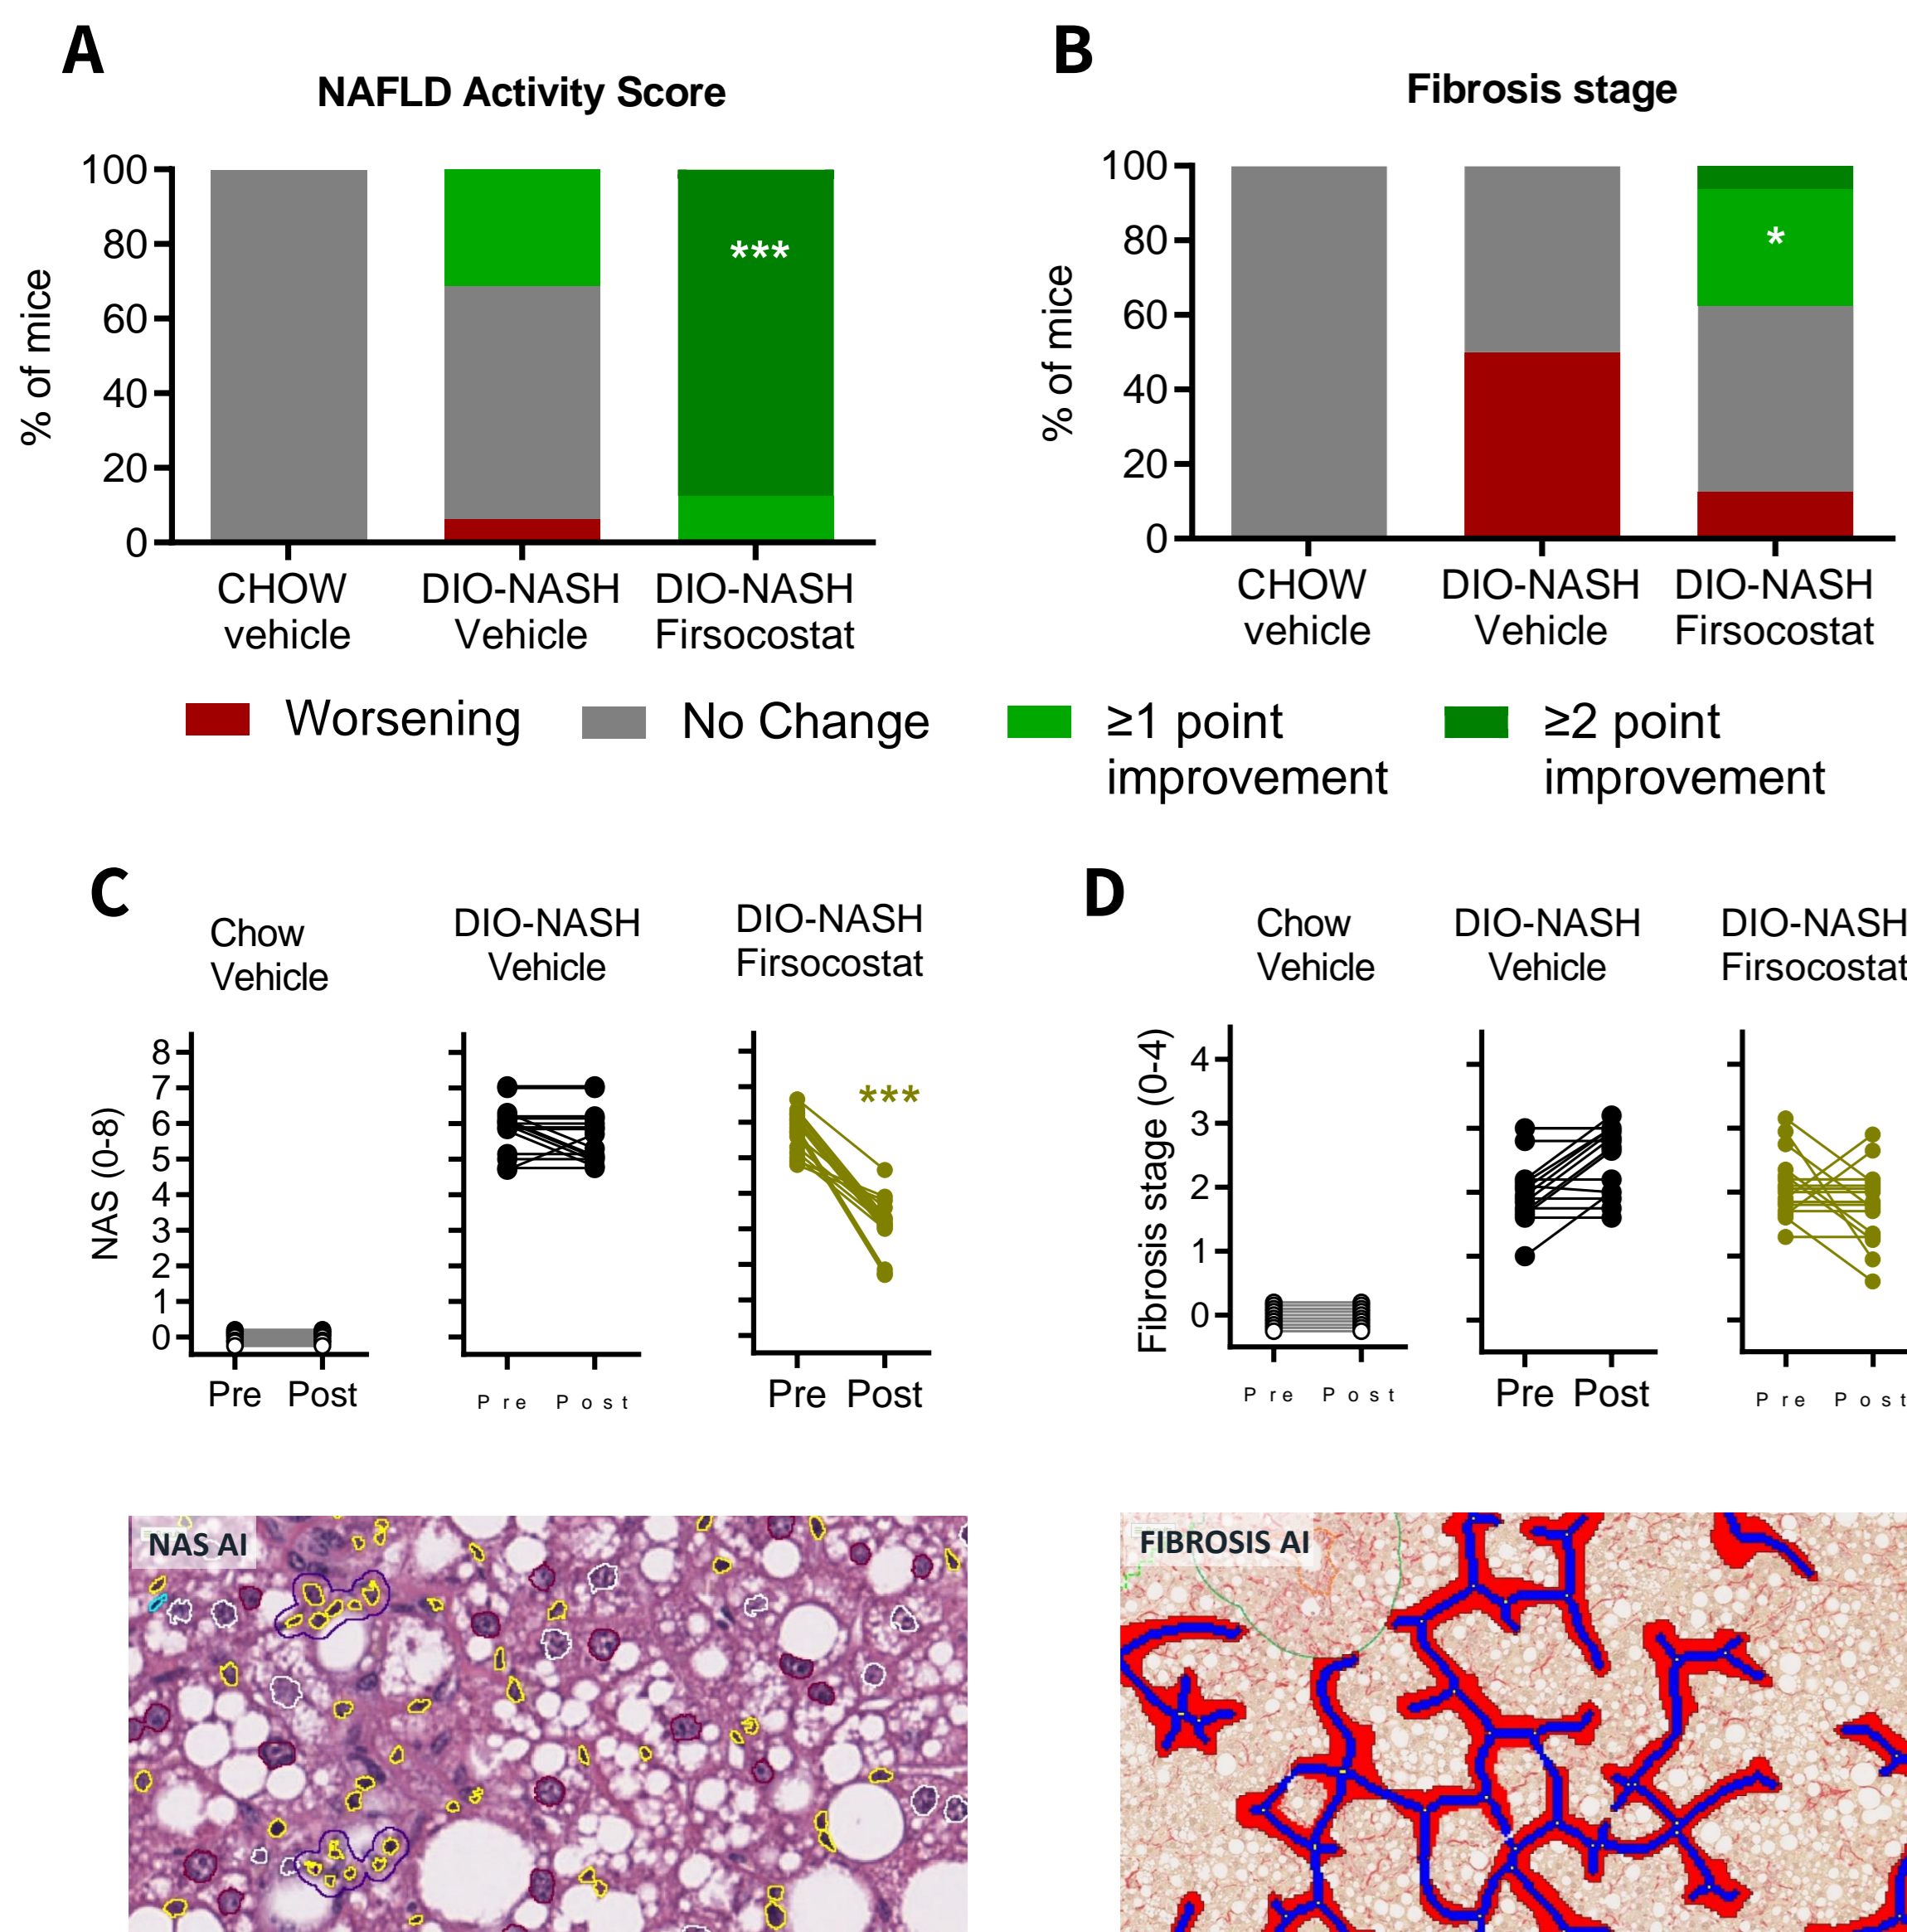 A
NAFLD Activity Score
% of mice
100
80
60
40
20
0
***
CHOW vehicle
DIO-NASH Vehicle
DIO-NASH Firsocostat
B
Fibrosis stage
% of mice
100
80
60
40
20
0
*
CHOW vehicle
DIO-NASH Vehicle
DIO-NASH Firsocostat
Worsening
No Change
≥1 point
improvement
≥2 point
improvement
C
Chow
Vehicle
DIO-NASH
Vehicle
DIO-NASH
Firsocostat
NAS (0-8)
8
7
6
5
4
3
2
1
0
***
Pre Post
Pre Post
Pre Post
D
Chow
Vehicle
DIO-NASH
Vehicle
DIO-NASH
Firsocostat
Fibrosis stage (0-4)
4
3
2
1
0
Pre Post
Pre Post
Pre Post
NAS AI
FIBROSIS AI